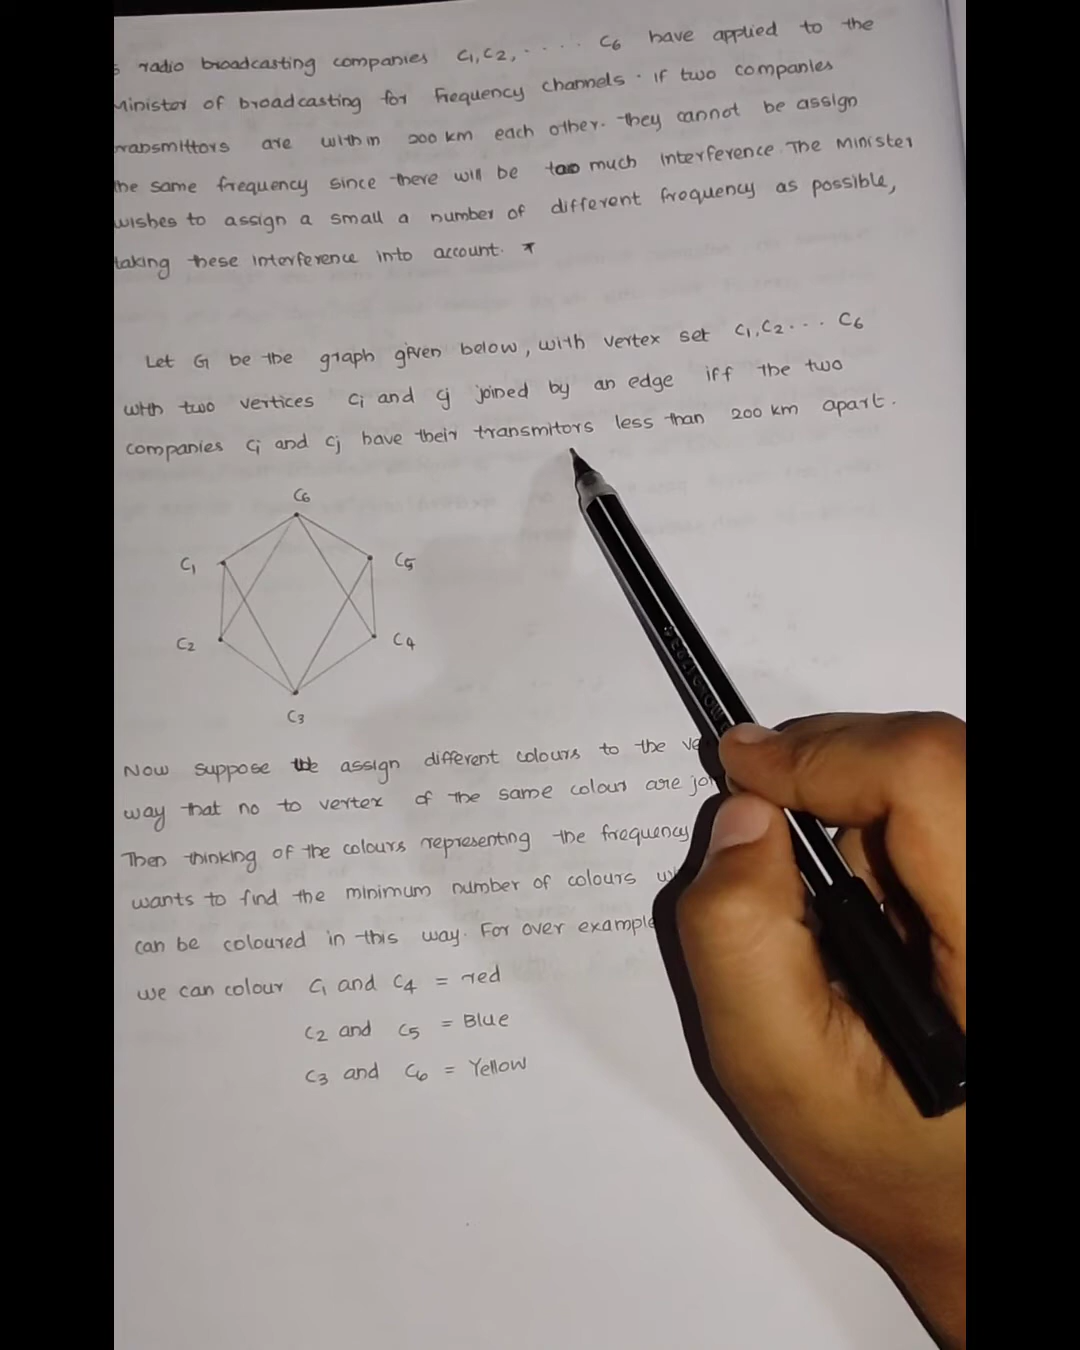 radio broadcasting companies C1, C2, ..... C6 have applied to the
Minister of broadcasting for frequency channels. If two companies
transmittors are within 200 km each other. They cannot be assign
the same frequency since there will be too much interference. The Minister
wishes to assign a small a number of different frequency as possible,
taking these interference into account.
Let G be the graph given below, with vertex set C1, C2 ... C6
with two vertices Ci and Cj joined by an edge iff the two
companies Ci and Cj have their transmitors less than 200 km apart.
C6
C1
C5
C2
C4
C3
Now suppose we assign different colours to the
way that no to vertex of the same colour are
Then thinking of the colours representing the frequency
wants to find the minimum number of colours
can be coloured in this way. For over example
we can colour C1 and C4 = red
C2 and C5 = Blue
C3 and C6 = Yellow